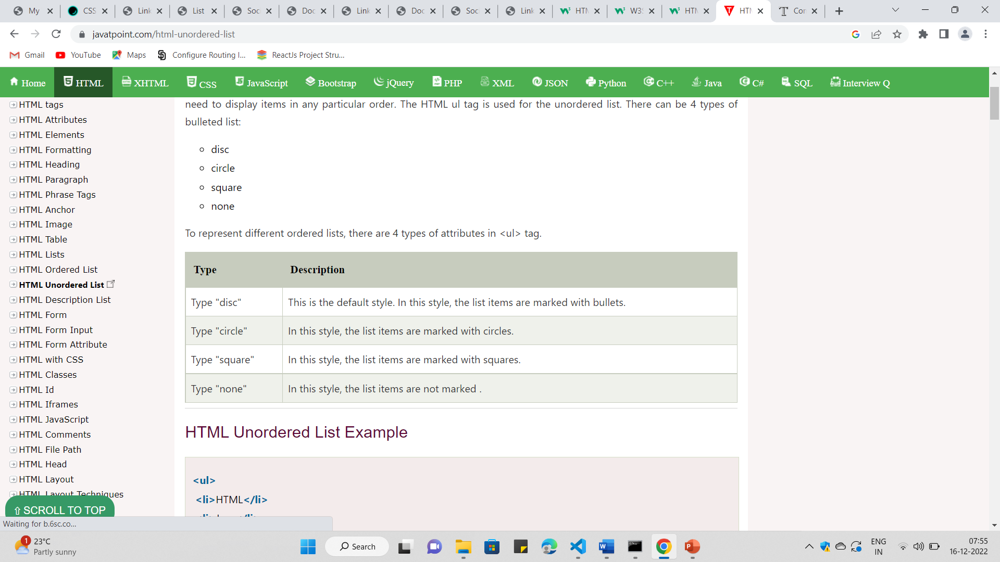 My CSS Link List Soc Doc Link Doc Soc Link HTM W3S HTM HTM Con
javatpoint.com/html-unordered-list
Gmail YouTube Maps Configure Routing I... ReactJs Project Stru...
Home HTML XHTML CSS JavaScript Bootstrap jQuery PHP XML JSON Python C++ Java C# SQL Interview Q
HTML tags
HTML Attributes
HTML Elements
HTML Formatting
HTML Heading
HTML Paragraph
HTML Phrase Tags
HTML Anchor
HTML Image
HTML Table
HTML Lists
HTML Ordered List
HTML Unordered List
HTML Description List
HTML Form
HTML Form Input
HTML Form Attribute
HTML with CSS
HTML Classes
HTML Id
HTML Iframes
HTML JavaScript
HTML Comments
HTML File Path
HTML Head
HTML Layout
HTML Layout Techniques
⇧ SCROLL TO TOP
need to display items in any particular order. The HTML ul tag is used for the unordered list. There can be 4 types of
bulleted list:
disc
circle
square
none
To represent different ordered lists, there are 4 types of attributes in <ul> tag.
Type Description
Type "disc" This is the default style. In this style, the list items are marked with bullets.
Type "circle" In this style, the list items are marked with circles.
Type "square" In this style, the list items are marked with squares.
Type "none" In this style, the list items are not marked .
HTML Unordered List Example
<ul>
<li>HTML</li>
Waiting for b.6sc.co...
1 23°C
Partly sunny
Search
ENG
IN
07:55
16-12-2022